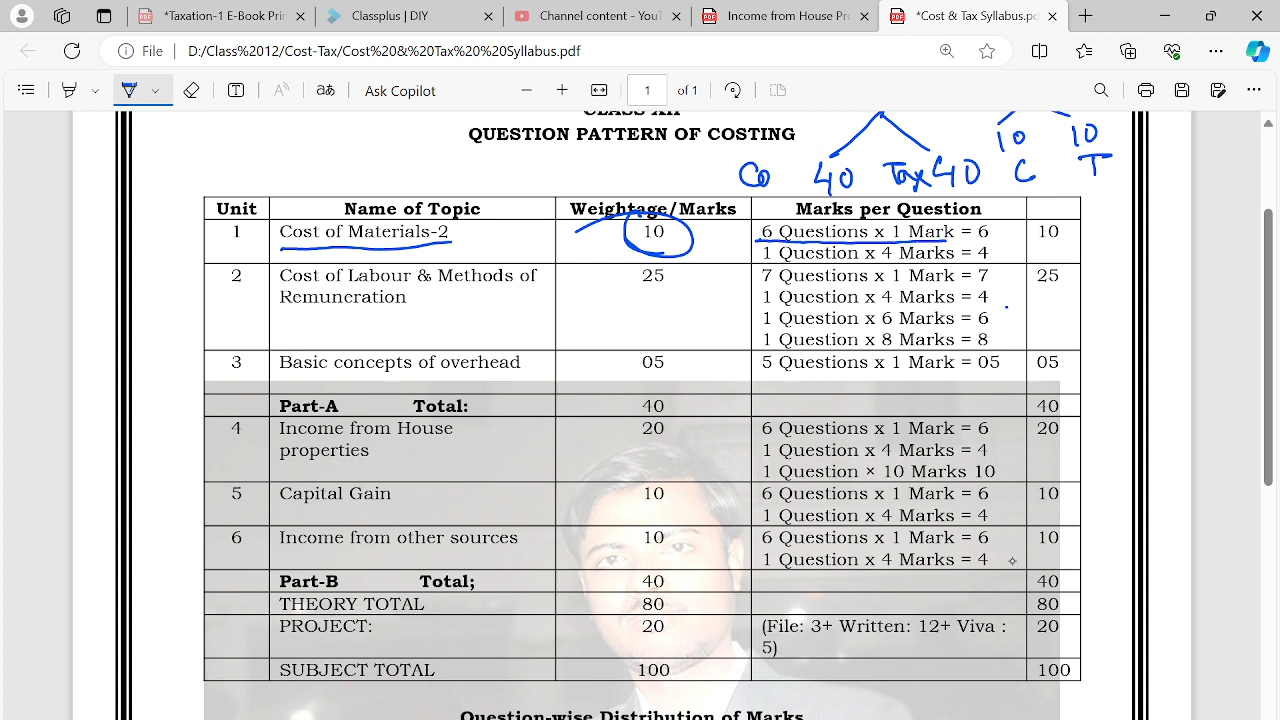 *Taxation-1 E-Book Prin
Classplus | DIY
Channel content - YouT
Income from House Pro
*Cost & Tax Syllabus.pd
File
D:/Class%2012/Cost-Tax/Cost%20&%20Tax%20%20Syllabus.pdf
Ask Copilot
1 of 1
CLASS XII
QUESTION PATTERN OF COSTING
10 10
Co 40 Tax 40 C T
Unit Name of Topic Weightage/Marks Marks per Question
1 Cost of Materials-2 10 6 Questions x 1 Mark = 6 10
1 Question x 4 Marks = 4
2 Cost of Labour & Methods of 25 7 Questions x 1 Mark = 7 25
Remuneration 1 Question x 4 Marks = 4
1 Question x 6 Marks = 6
1 Question x 8 Marks = 8
3 Basic concepts of overhead 05 5 Questions x 1 Mark = 05 05
Part-A Total: 40 40
4 Income from House 20 6 Questions x 1 Mark = 6 20
properties 1 Question x 4 Marks = 4
1 Question × 10 Marks 10
5 Capital Gain 10 6 Questions x 1 Mark = 6 10
1 Question x 4 Marks = 4
6 Income from other sources 10 6 Questions x 1 Mark = 6 10
1 Question x 4 Marks = 4
Part-B Total; 40 40
THEORY TOTAL 80 80
PROJECT: 20 (File: 3+ Written: 12+ Viva : 20
5)
SUBJECT TOTAL 100 100
Question-wise Distribution of Marks